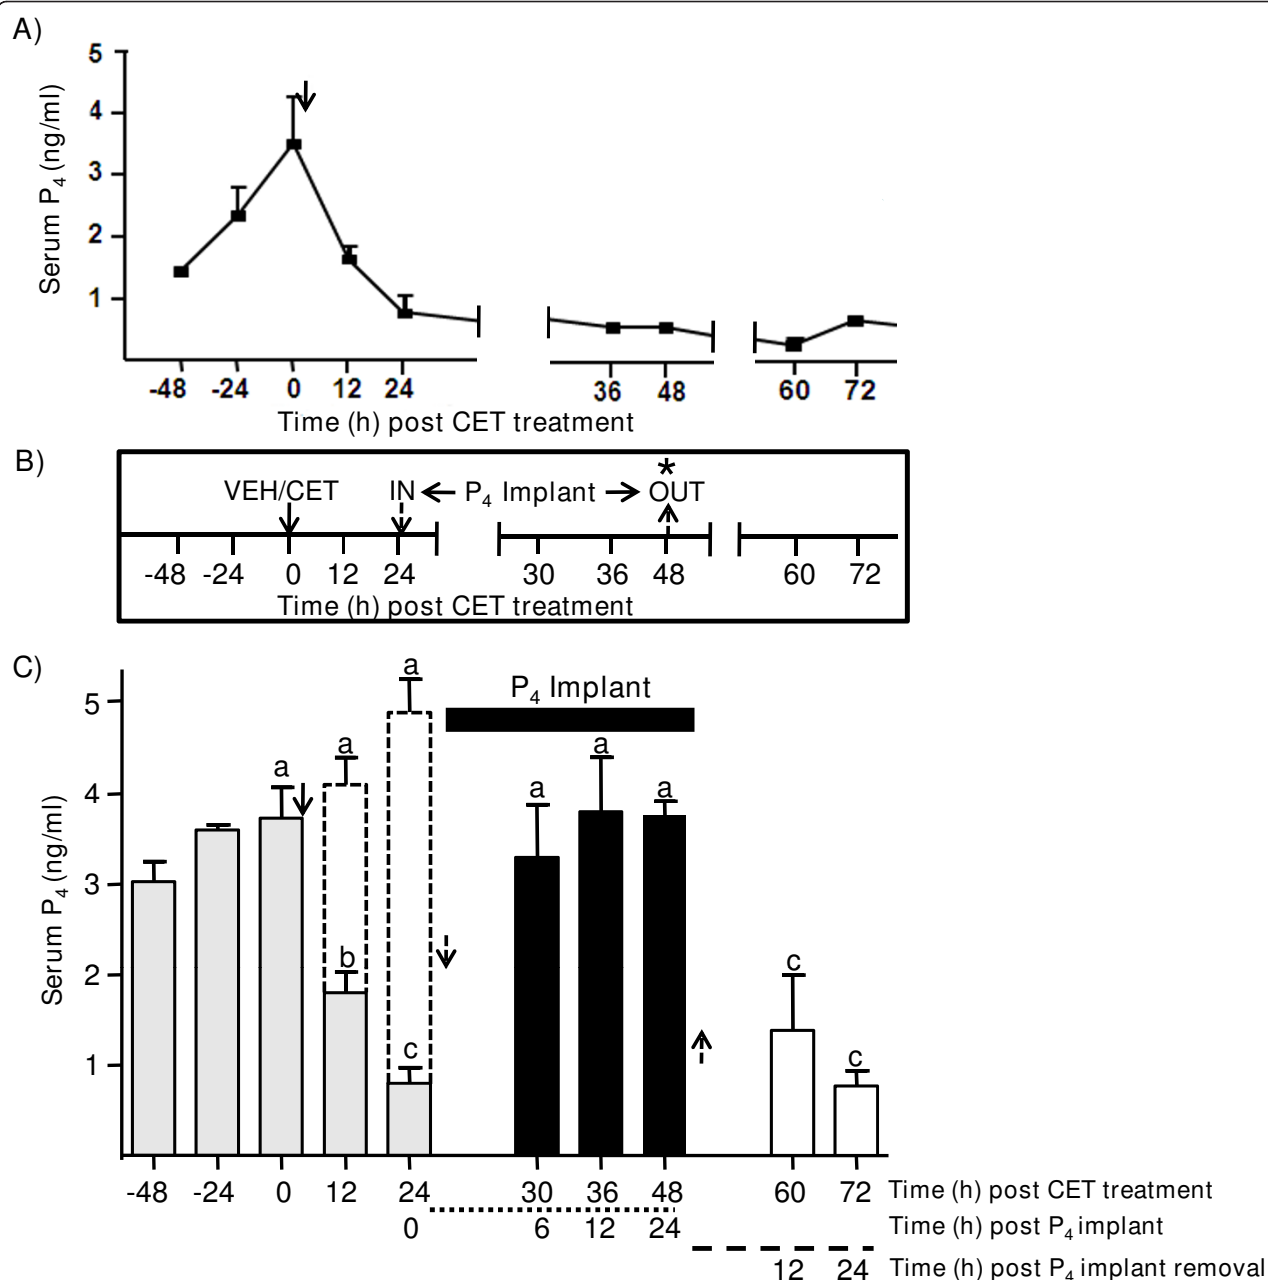 A)
5
4
3
2
1
Serum P4 (ng/ml)
-48 -24 0 12 24 36 48 60 72
Time (h) post CET treatment
B)
VEH/CET IN P4 Implant OUT
*
-48 -24 0 12 24 30 36 48 60 72
Time (h) post CET treatment
C)
5
4
3
2
1
Serum P4 (ng/ml)
P4 Implant
a a a a a a
b c c c
-48 -24 0 12 24 30 36 48 60 72 Time (h) post CET treatment
0 6 12 24 Time (h) post P4 implant
12 24 Time (h) post P4 implant removal